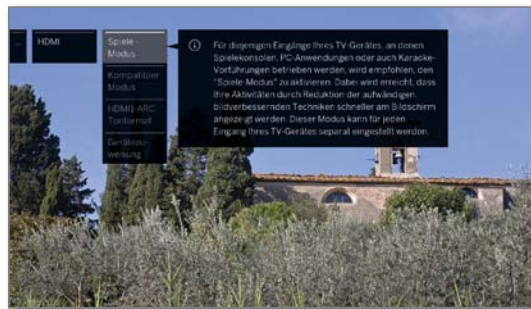 HDMI
Spiele -
Modus
Kompatibler
Modus
HDMI1-ARC
Tonformat
Gerätezu-
weisung
Für diejenigen Eingänge Ihres TV-Gerätes, an denen
Spielekonsolen, PC-Anwendungen oder auch Karaoke-
Vorführungen betrieben werden, wird empfohlen, den
"Spiele-Modus" zu aktivieren. Dabei wird erreicht, dass
Ihre Aktivitäten durch Reduktion der aufwändigen,
bildverbessernden Techniken schneller am Bildschirm
angezeigt werden. Dieser Modus kann für jeden
Eingang Ihres TV-Gerätes separat eingestellt werden.